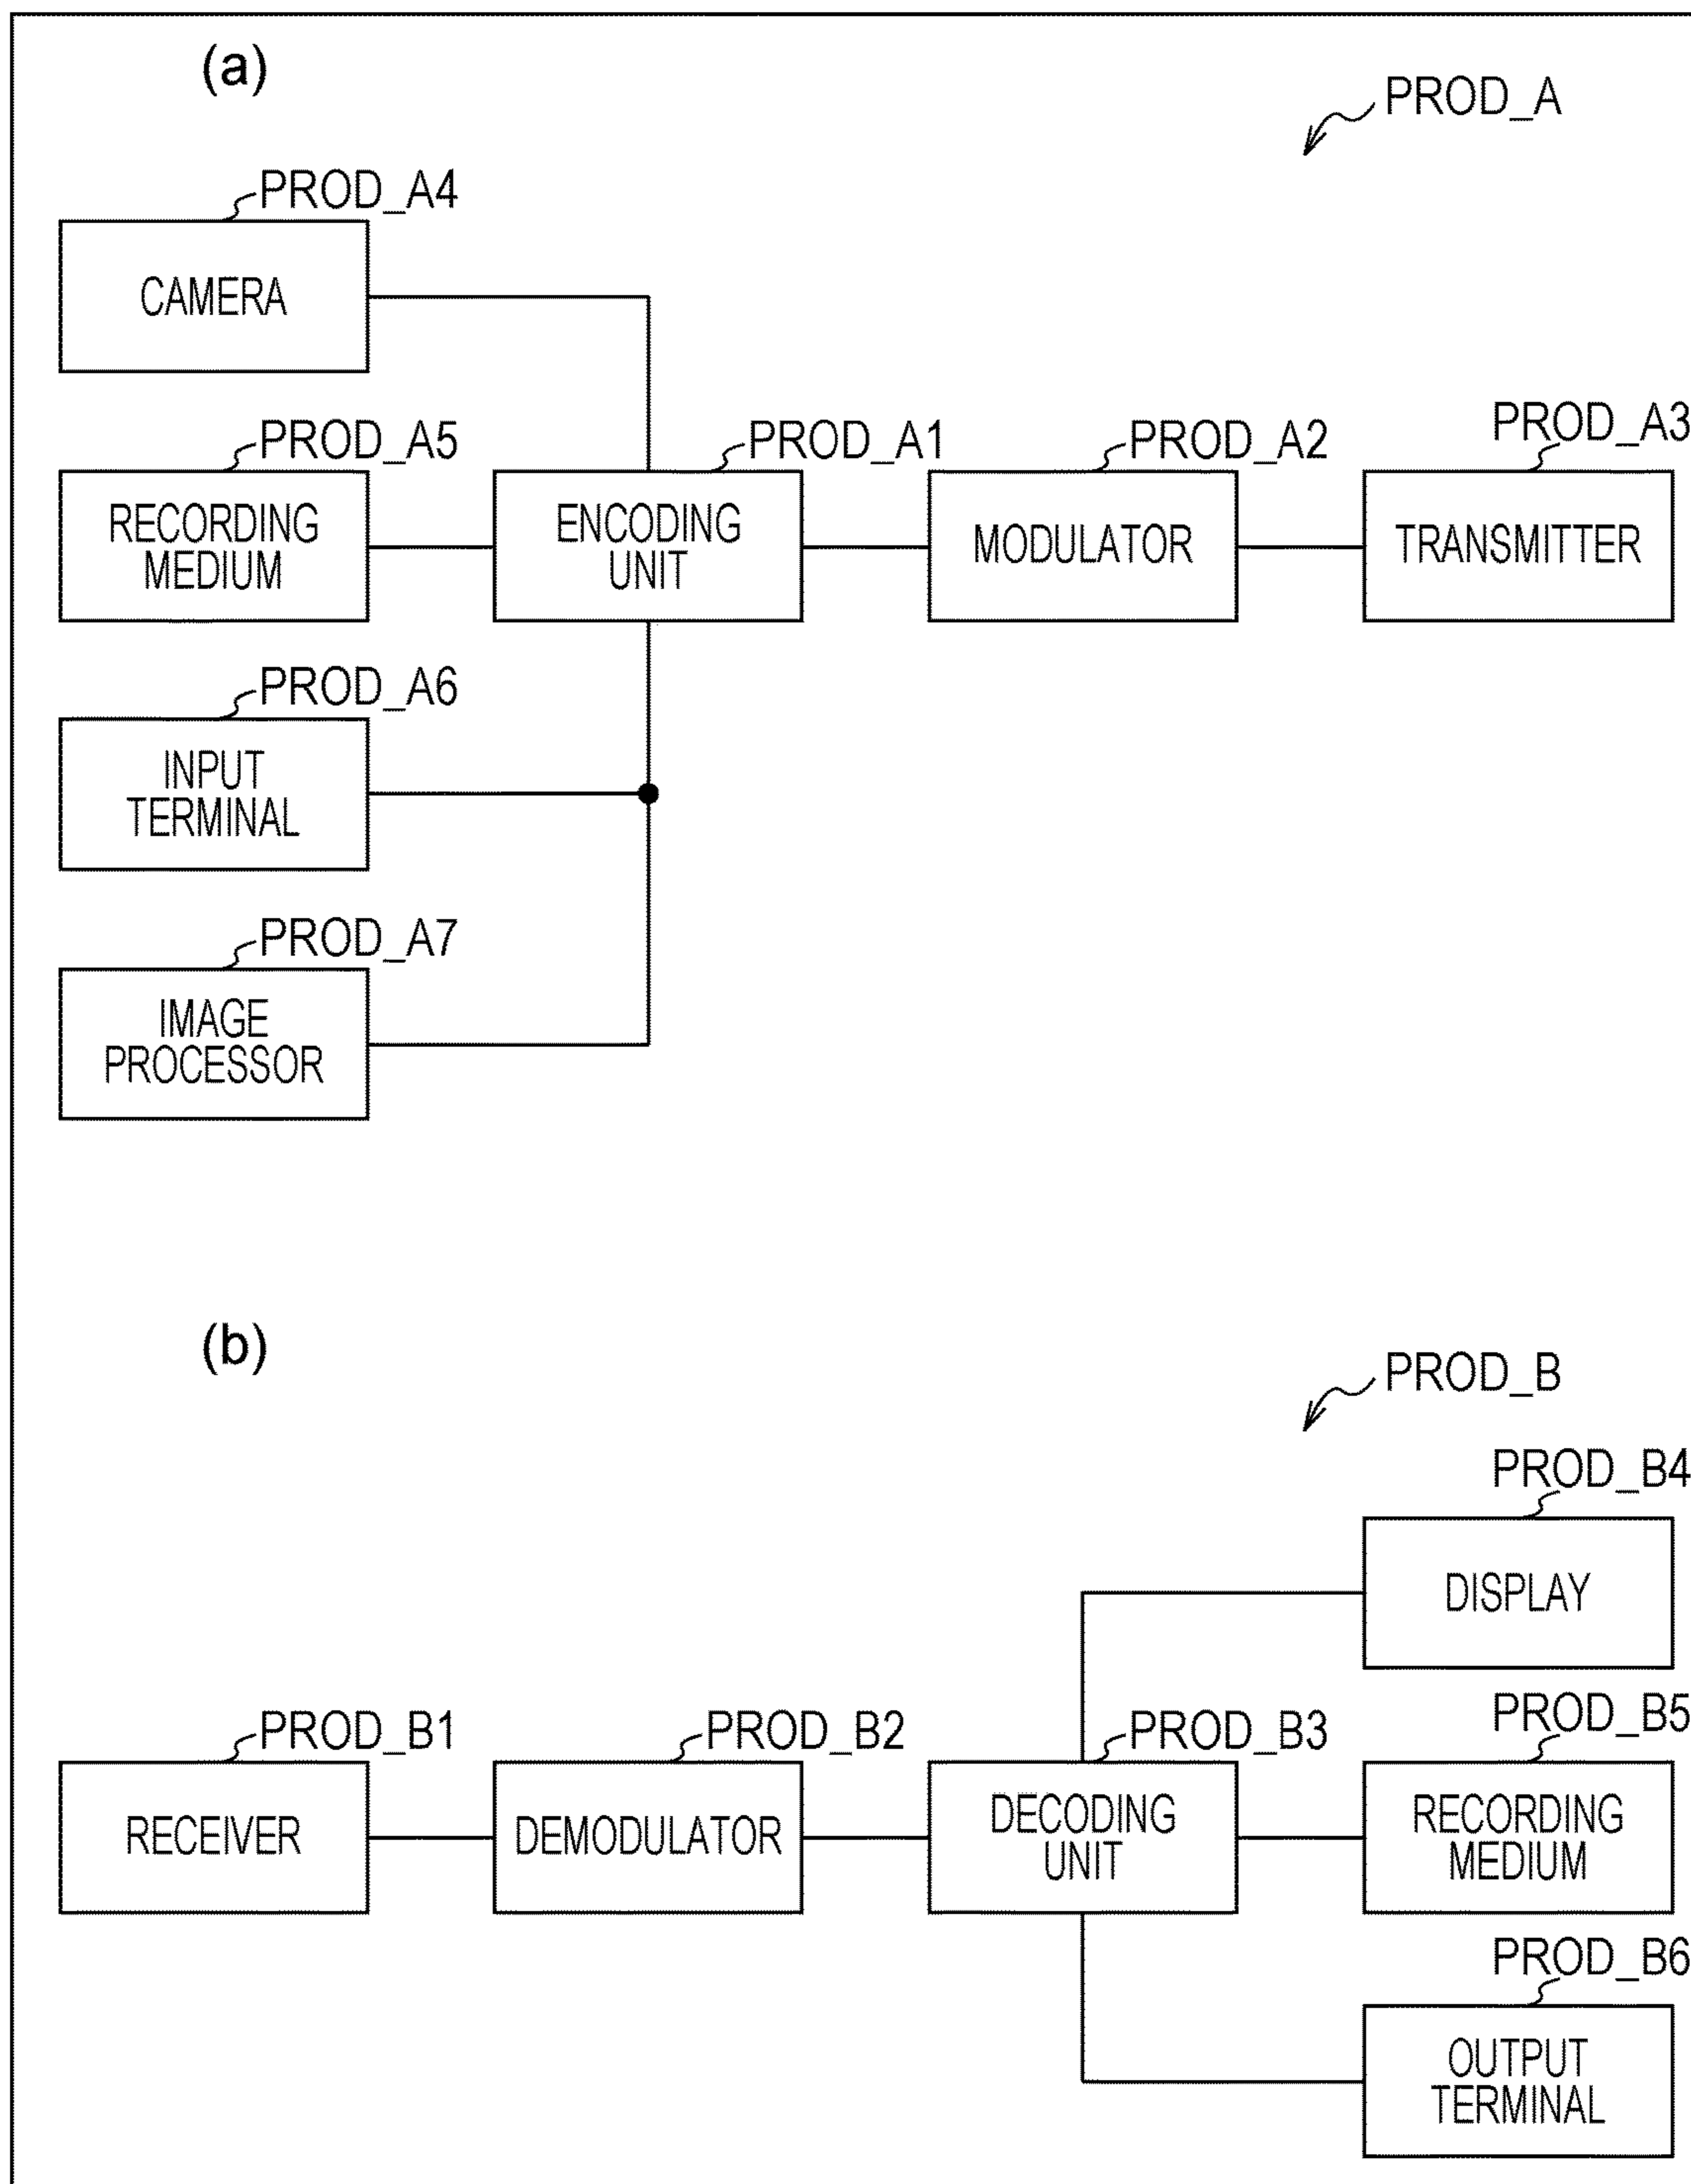 (a)
PROD_A
PROD_A4
CAMERA
PROD_A5
RECORDING
MEDIUM
PROD_A1
ENCODING
UNIT
PROD_A2
MODULATOR
PROD_A3
TRANSMITTER
PROD_A6
INPUT
TERMINAL
PROD_A7
IMAGE
PROCESSOR
(b)
PROD_B
PROD_B4
DISPLAY
PROD_B1
RECEIVER
PROD_B2
DEMODULATOR
PROD_B3
DECODING
UNIT
PROD_B5
RECORDING
MEDIUM
PROD_B6
OUTPUT
TERMINAL